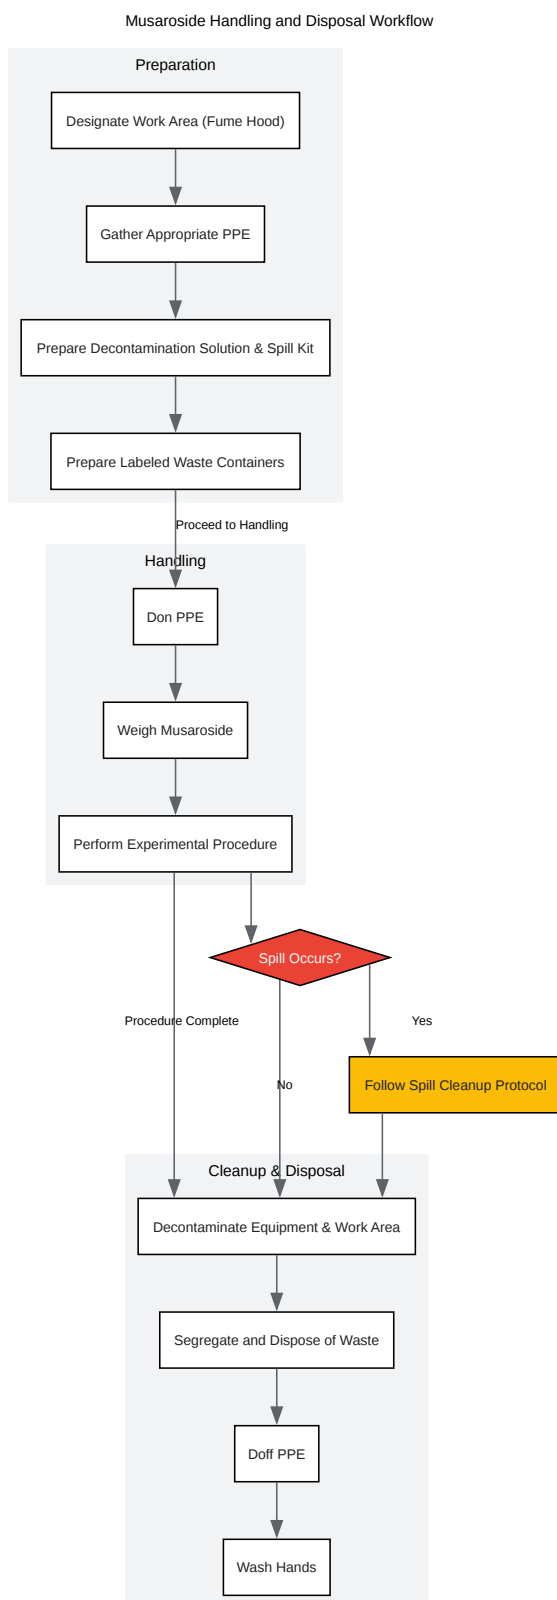 Musaroside Handling and Disposal Workflow
Preparation
Designate Work Area (Fume Hood)
Gather Appropriate PPE
Prepare Decontamination Solution & Spill Kit
Prepare Labeled Waste Containers
Proceed to Handling
Handling
Don PPE
Weigh Musaroside
Perform Experimental Procedure
Spill Occurs?
Procedure Complete
Yes
No
Follow Spill Cleanup Protocol
Cleanup & Disposal
Decontaminate Equipment & Work Area
Segregate and Dispose of Waste
Doff PPE
Wash Hands